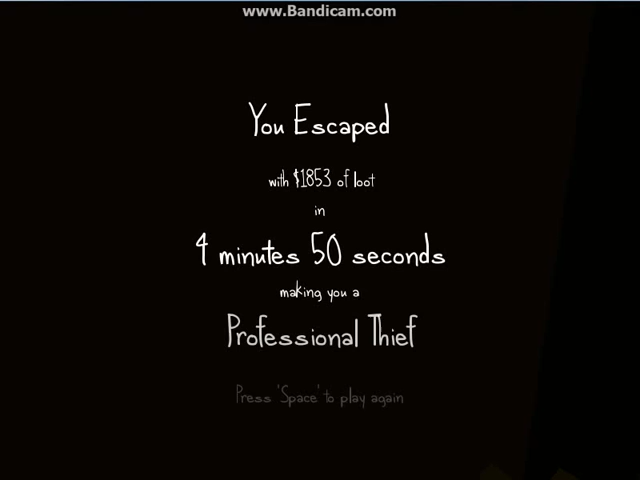 www.Bandicam.com
You Escaped
with $1853 of loot
in
4 minutes 50 seconds
making you a
Professional Thief
Press 'Space' to play again